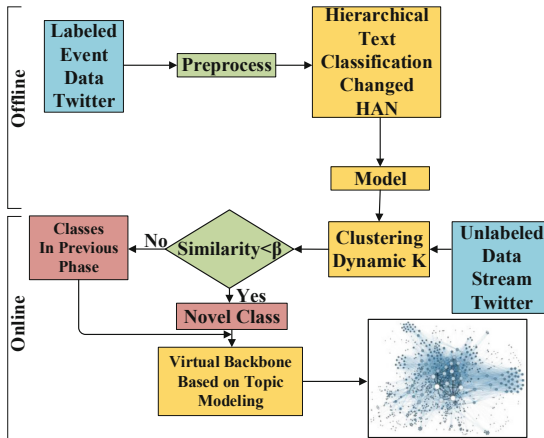 Offline
Labeled
Event
Data
Twitter
Preprocess
Hierarchical
Text
Classification
Changed
HAN
Model
Online
Classes
In Previous
Phase
No
Similarity<β
Clustering
Dynamic K
Unlabeled
Data
Stream
Twitter
Yes
Novel Class
Virtual Backbone
Based on Topic
Modeling